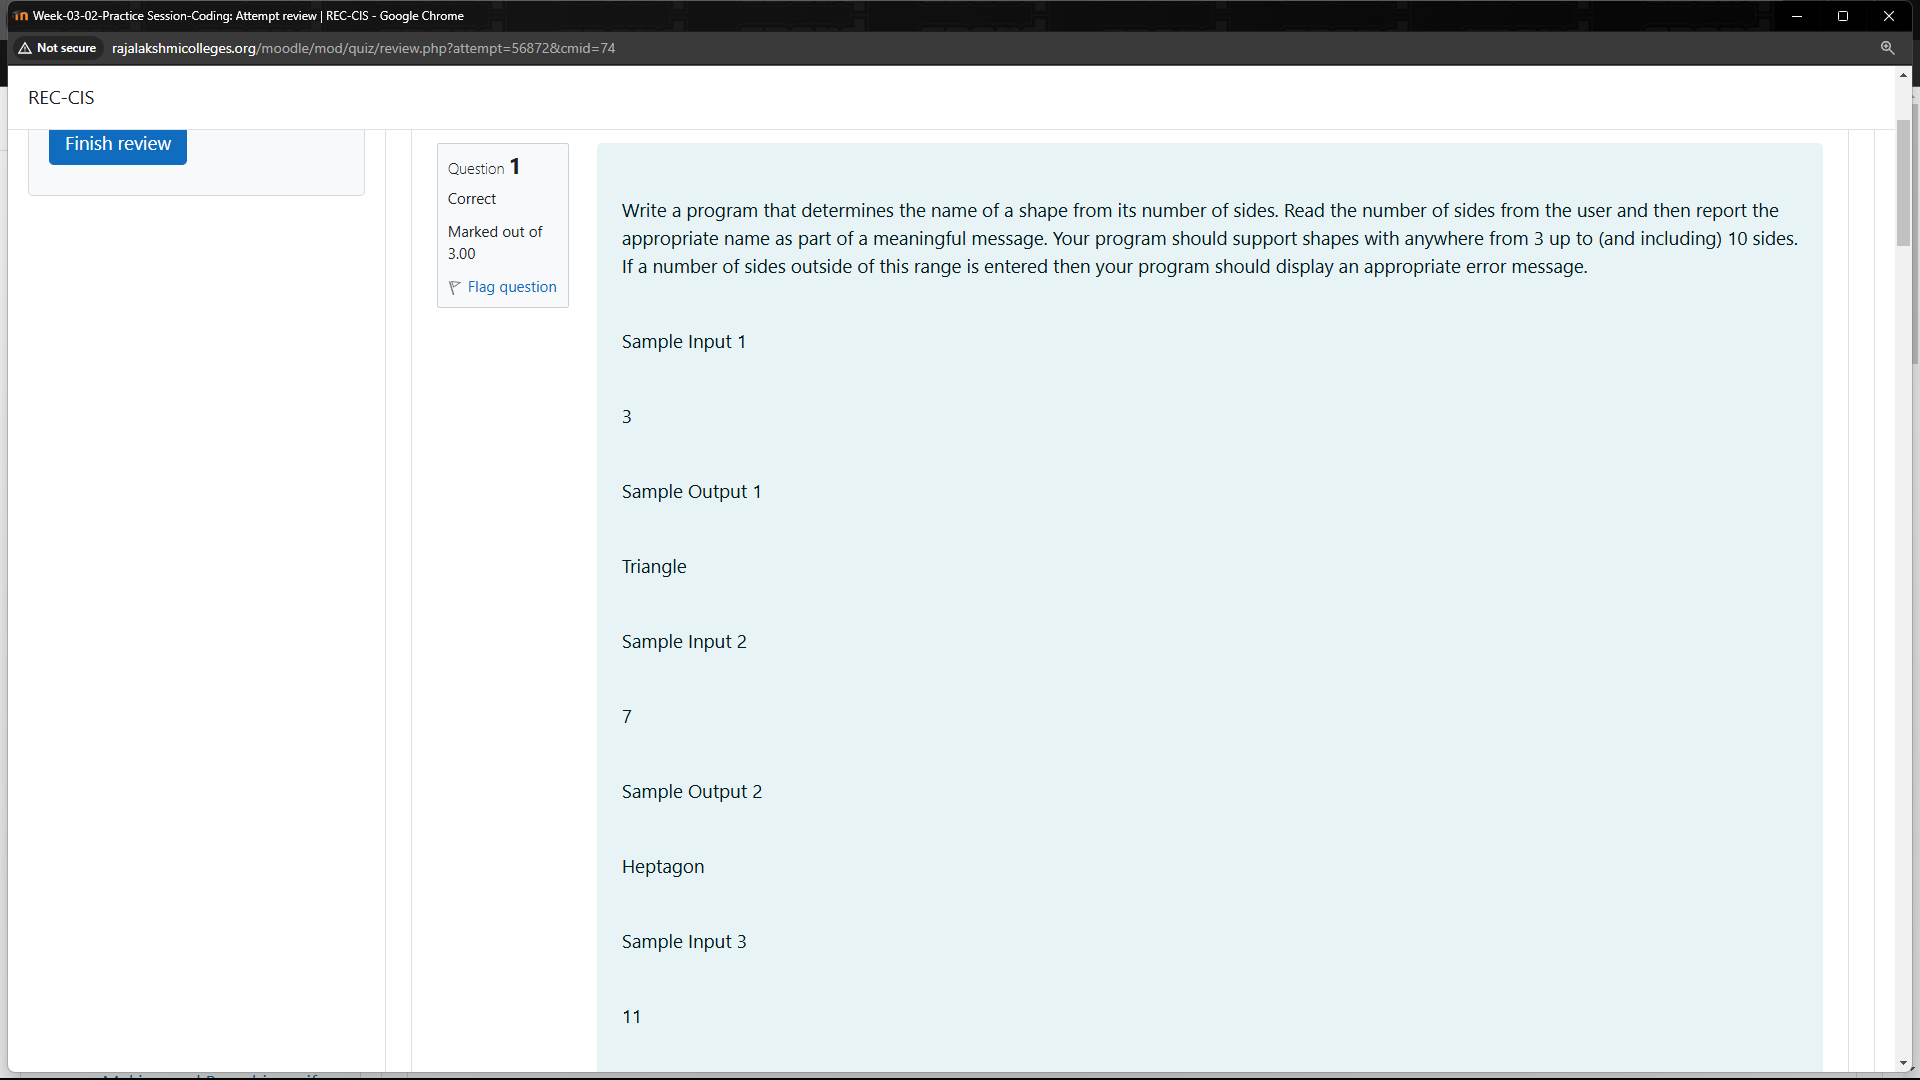 Week-03-02-Practice Session-Coding: Attempt review | REC-CIS - Google Chrome
Not secure rajalakshmicolleges.org/moodle/mod/quiz/review.php?attempt=56872&cmid=74
REC-CIS
Finish review
Question 1
Correct
Marked out of
3.00
Flag question
Write a program that determines the name of a shape from its number of sides. Read the number of sides from the user and then report the
appropriate name as part of a meaningful message. Your program should support shapes with anywhere from 3 up to (and including) 10 sides.
If a number of sides outside of this range is entered then your program should display an appropriate error message.
Sample Input 1
3
Sample Output 1
Triangle
Sample Input 2
7
Sample Output 2
Heptagon
Sample Input 3
11